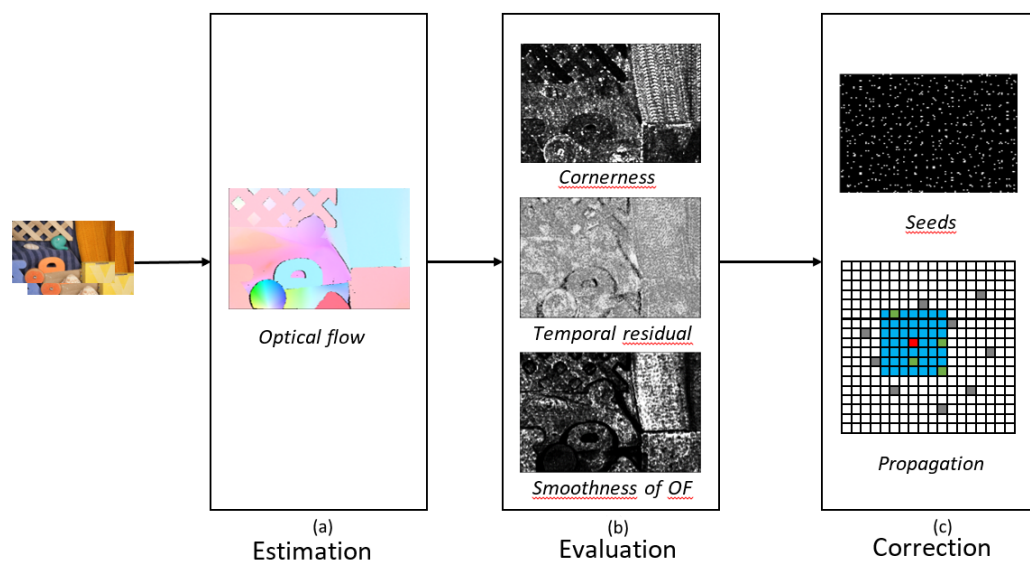 Optical flow
(a)
Estimation
Cornerness
Temporal residual
Smoothness of OF
(b)
Evaluation
Seeds
Propagation
(c)
Correction